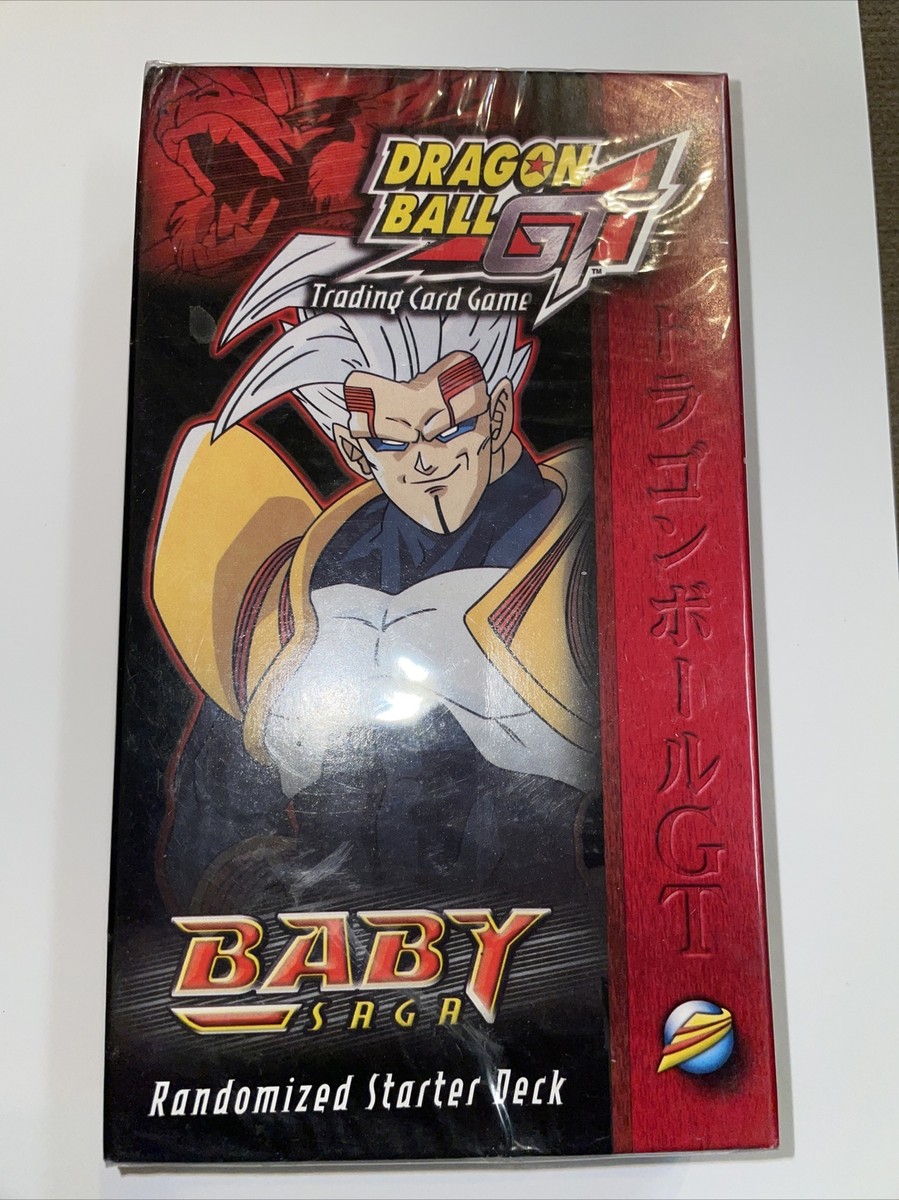 DRAGON
BALL GT
TM
Trading Card Game
ドラゴンボールGT
BABY
SAGA
Randomized Starter Deck